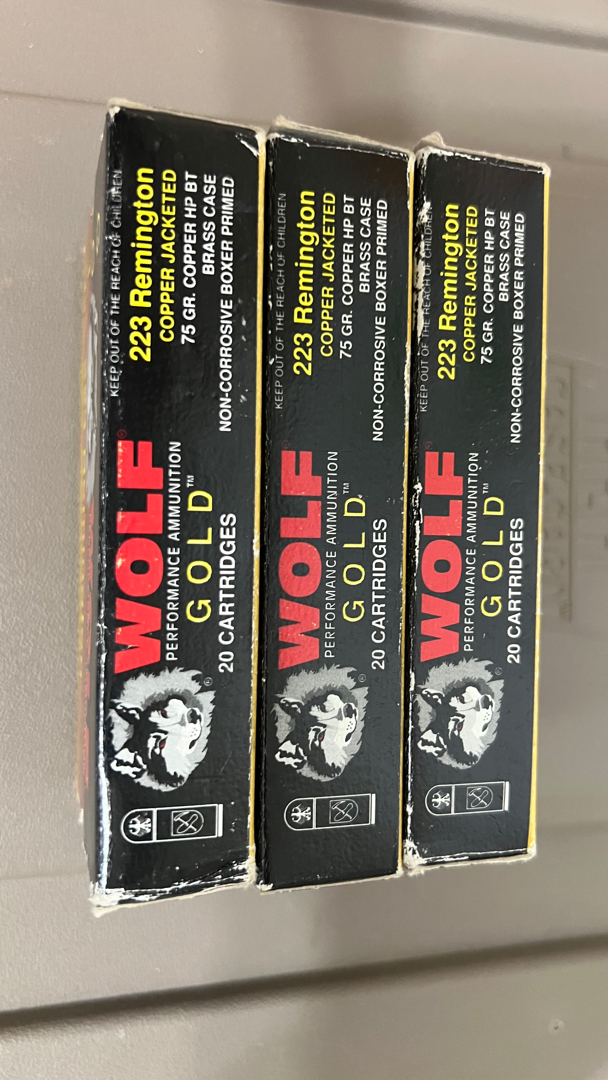 WOLF®
PERFORMANCE AMMUNITION
GOLD™
20 CARTRIDGES
®
KEEP OUT OF THE REACH OF CHILDREN
223 Remington
COPPER JACKETED
75 GR. COPPER HP BT
BRASS CASE
NON-CORROSIVE BOXER PRIMED
WOLF®
PERFORMANCE AMMUNITION
GOLD™
20 CARTRIDGES
®
KEEP OUT OF THE REACH OF CHILDREN
223 Remington
COPPER JACKETED
75 GR. COPPER HP BT
BRASS CASE
NON-CORROSIVE BOXER PRIMED
WOLF®
PERFORMANCE AMMUNITION
GOLD™
20 CARTRIDGES
®
KEEP OUT OF THE REACH OF CHILDREN
223 Remington
COPPER JACKETED
75 GR. COPPER HP BT
BRASS CASE
NON-CORROSIVE BOXER PRIMED